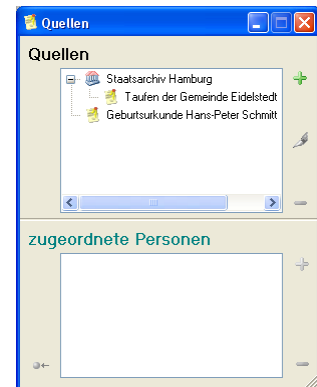 Quellen
Quellen
Staatsarchiv Hamburg
Taufen der Gemeinde Eidelstedt
Geburtsurkunde Hans-Peter Schmitt
zugeordnete Personen